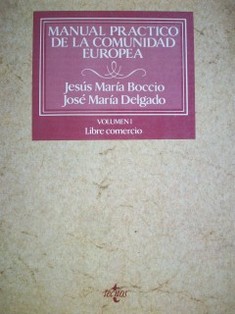 MANUAL PRACTICO
DE LA COMUNIDAD
EUROPEA
Jesús María Boccio
José María Delgado
VOLUMEN I
Libre comercio
tecnos